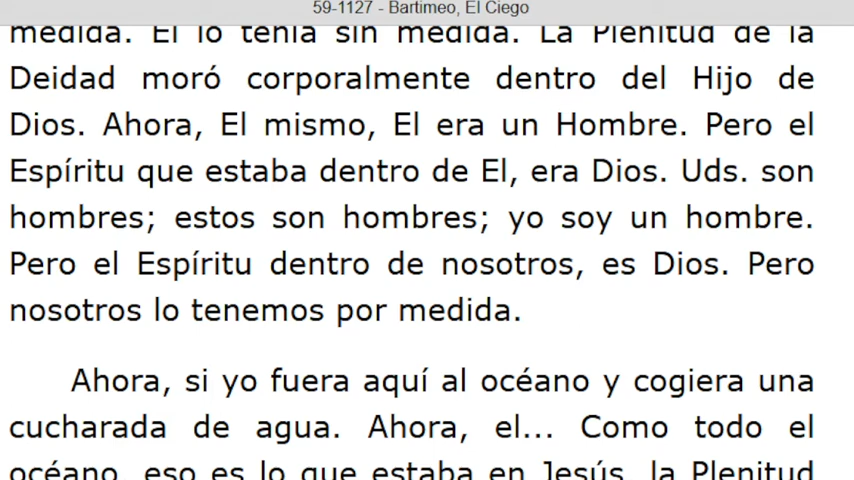 59-1127 - Bartimeo, El Ciego
medida. El lo tenía sin medida. La Plenitud de la
Deidad moró corporalmente dentro del Hijo de
Dios. Ahora, El mismo, El era un Hombre. Pero el
Espíritu que estaba dentro de El, era Dios. Uds. son
hombres; estos son hombres; yo soy un hombre.
Pero el Espíritu dentro de nosotros, es Dios. Pero
nosotros lo tenemos por medida.
Ahora, si yo fuera aquí al océano y cogiera una
cucharada de agua. Ahora, el... Como todo el
océano, eso es lo que estaba en Jesús, la Plenitud